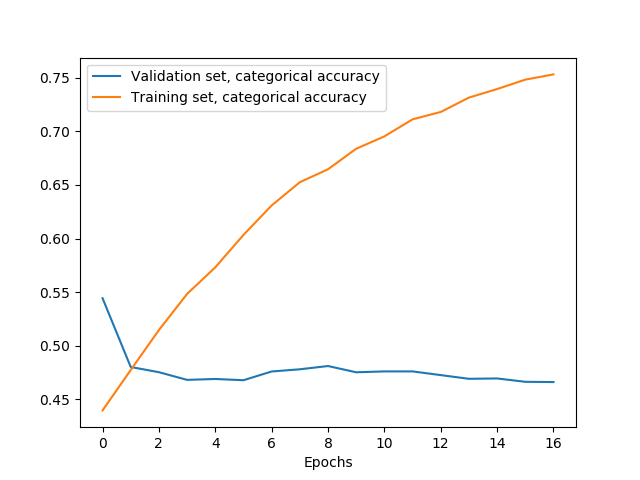 Validation set, categorical accuracy
Training set, categorical accuracy
0.75
0.70
0.65
0.60
0.55
0.50
0.45
0 2 4 6 8 10 12 14 16
Epochs